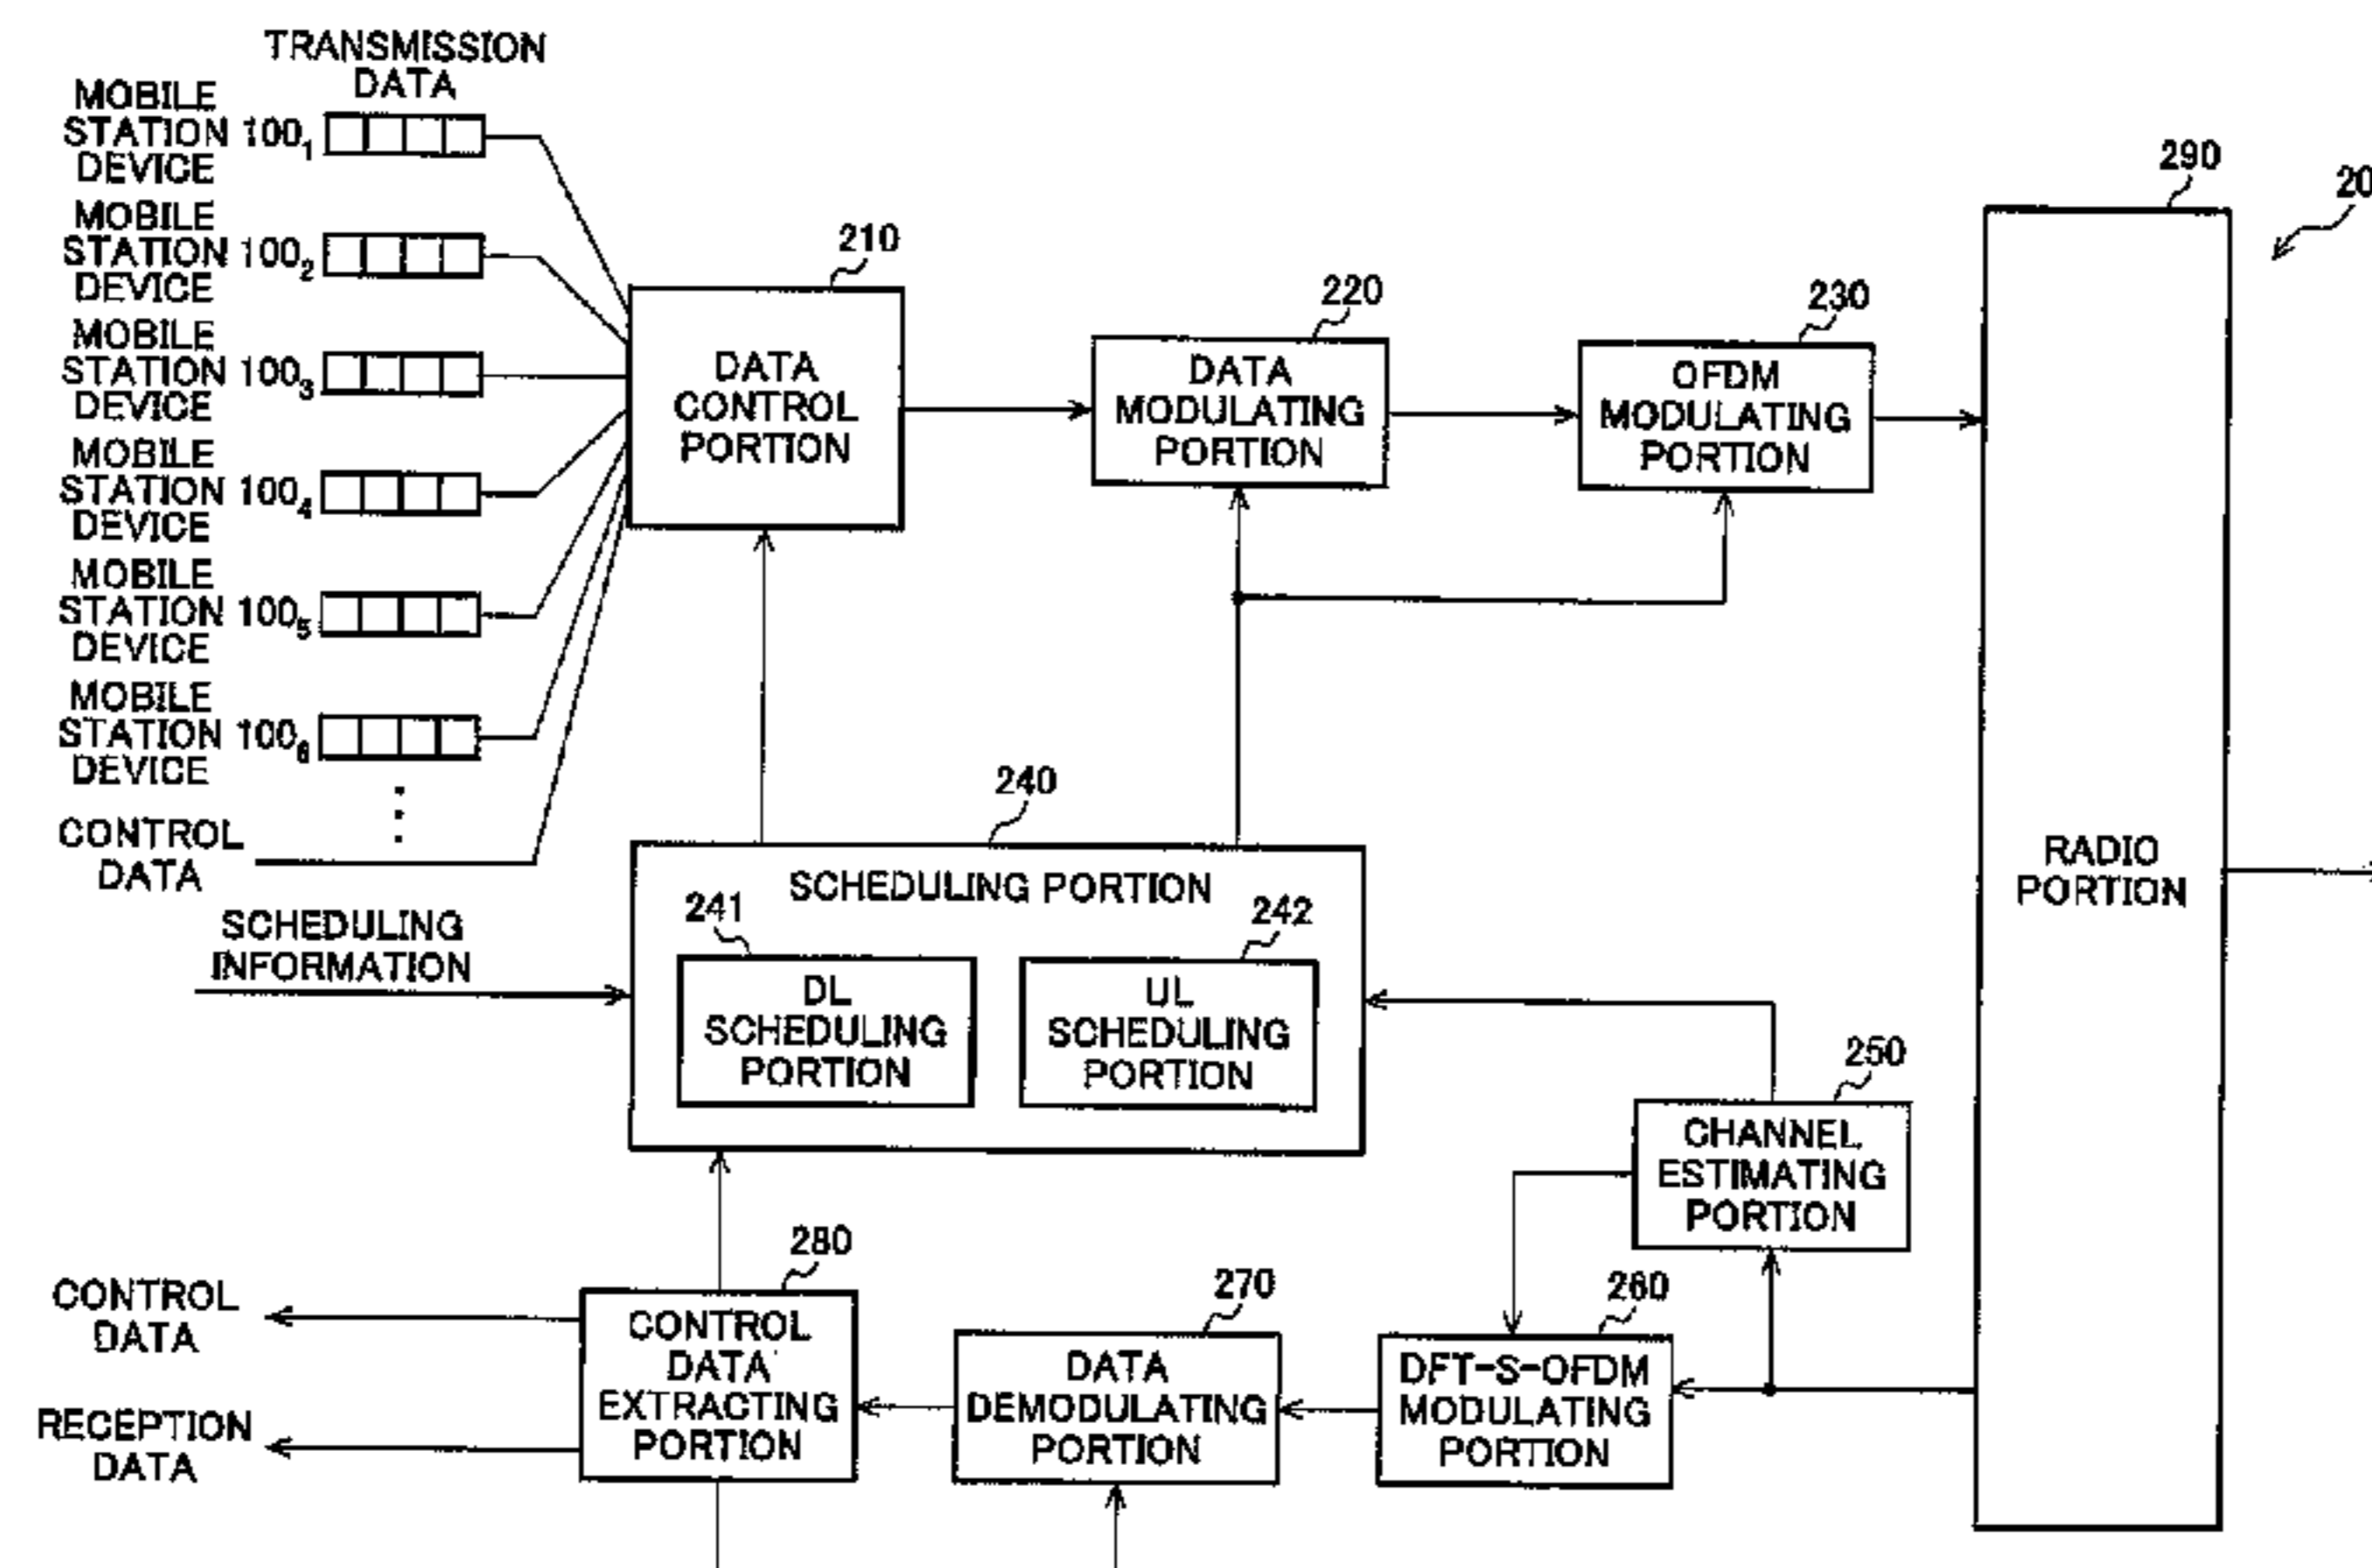 TRANSMISSION
DATA
MOBILE
STATION 100₁
DEVICE
MOBILE
STATION 100₂
DEVICE
MOBILE
STATION 100₃
DEVICE
MOBILE
STATION 100₄
DEVICE
MOBILE
STATION 100₅
DEVICE
MOBILE
STATION 100₆
DEVICE
CONTROL
DATA
210
DATA
CONTROL
PORTION
220
DATA
MODULATING
PORTION
230
OFDM
MODULATING
PORTION
290
20
RADIO
PORTION
SCHEDULING
INFORMATION
240
SCHEDULING PORTION
241
DL
SCHEDULING
PORTION
242
UL
SCHEDULING
PORTION
250
CHANNEL
ESTIMATING
PORTION
260
DFT-S-OFDM
MODULATING
PORTION
270
DATA
DEMODULATING
PORTION
280
CONTROL
DATA
EXTRACTING
PORTION
CONTROL
DATA
RECEPTION
DATA